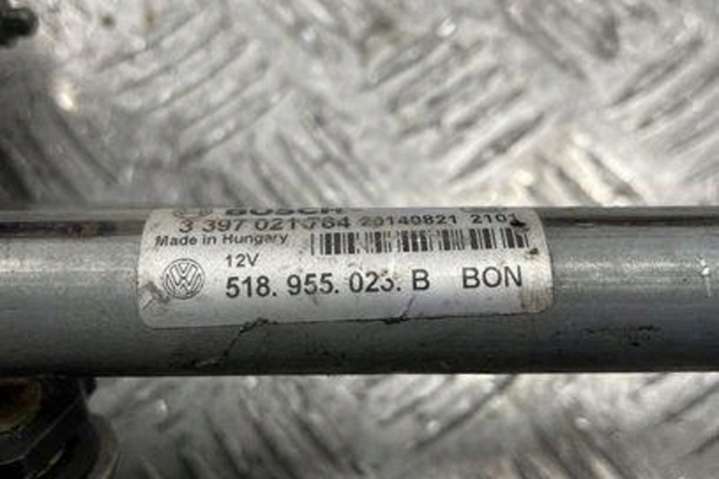 BOSCH
3 397 021 764 20140821 2101
Made in Hungary
12V
518. 955. 023. B BON